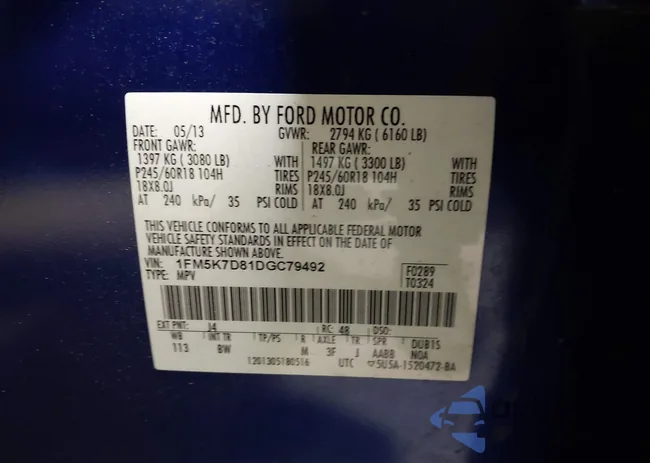 MFD. BY FORD MOTOR CO.
DATE: 05/13 GVWR: 2794 KG ( 6160 LB)
FRONT GAWR: REAR GAWR:
1397 KG ( 3080 LB) WITH 1497 KG ( 3300 LB) WITH
P245/60R18 104H TIRES P245/60R18 104H TIRES
18X8.0J RIMS 18X8.0J RIMS
AT 240 kPa/ 35 PSI COLD AT 240 kPa/ 35 PSI COLD
THIS VEHICLE CONFORMS TO ALL APPLICABLE FEDERAL MOTOR
VEHICLE SAFETY STANDARDS IN EFFECT ON THE DATE OF
MANUFACTURE SHOWN ABOVE.
VIN: 1FM5K7D81DGC79492 F0289
TYPE: MPV T0324
EXT PNT: J4 RC: 48 DSO:
WB INT TR TP/PS R AXLE TR SPR DUB1S
113 BW M 3F J AABB N0A
1201305180516 UTC ▽5U5A-1520472-BA